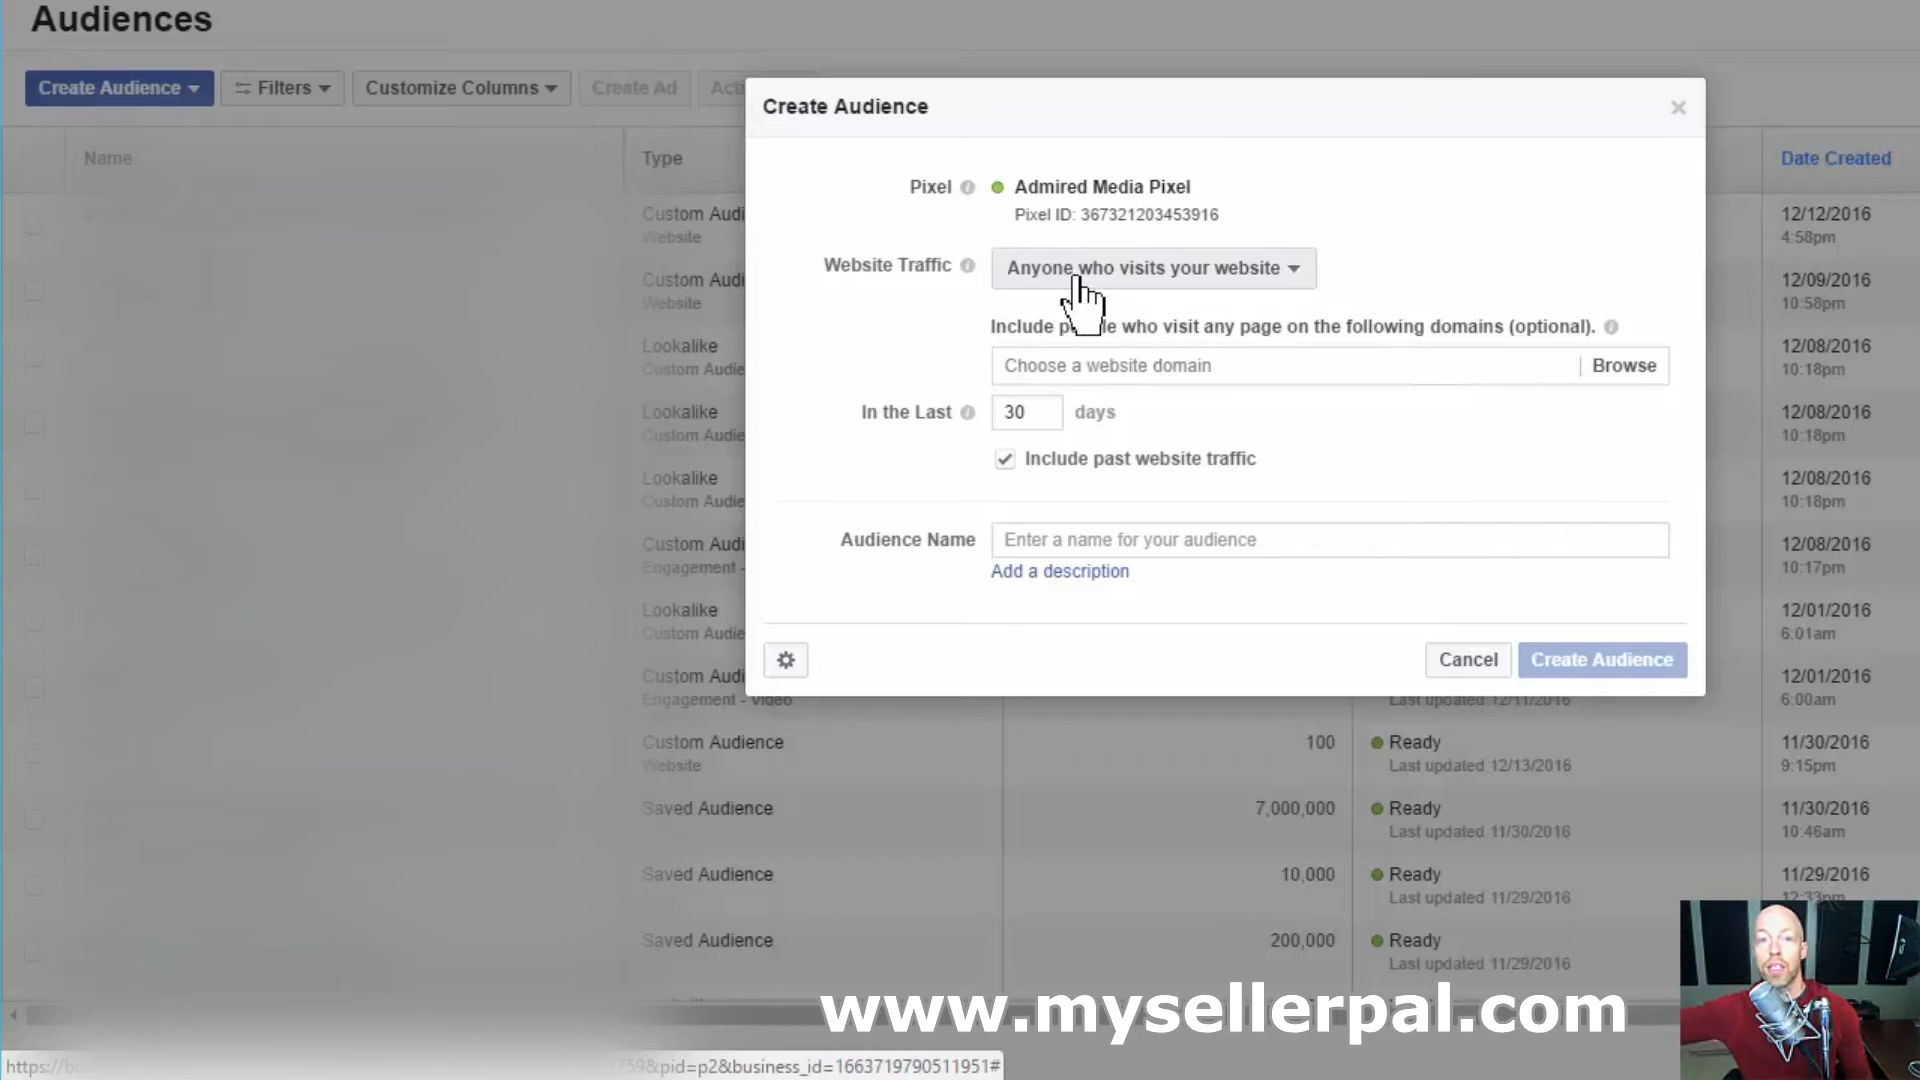 Audiences
Create Audience
Filters
Customize Columns
Create Ad
Create Audience
Name
Type
Date Created
Pixel
Admired Media Pixel
Pixel ID: 367321203453916
Website Traffic
Anyone who visits your website
Include who visit any page on the following domains (optional).
Choose a website domain
Browse
In the Last
30
days
Include past website traffic
Audience Name
Enter a name for your audience
Add a description
Cancel
Create Audience
Custom Audi
Website
12/12/2016
4:58pm
Custom Audi
Website
12/09/2016
10:58pm
Lookalike
Custom Audie
12/08/2016
10:18pm
Lookalike
Custom Audie
12/08/2016
10:18pm
Lookalike
Custom Audie
12/08/2016
10:18pm
Custom Audi
Engagement -
12/08/2016
10:17pm
Lookalike
Custom Audie
12/01/2016
6:01am
Custom Audi
Engagement - Video
Last updated 12/11/2016
12/01/2016
6:00am
Custom Audience
Website
100
Ready
Last updated 12/13/2016
11/30/2016
9:15pm
Saved Audience
7,000,000
Ready
Last updated 11/30/2016
11/30/2016
10:46am
Saved Audience
10,000
Ready
Last updated 11/29/2016
11/29/2016
12:33pm
Saved Audience
200,000
Ready
Last updated 11/29/2016
www.mysellerpal.com
759&pid=p2&business_id=1663719790511951#